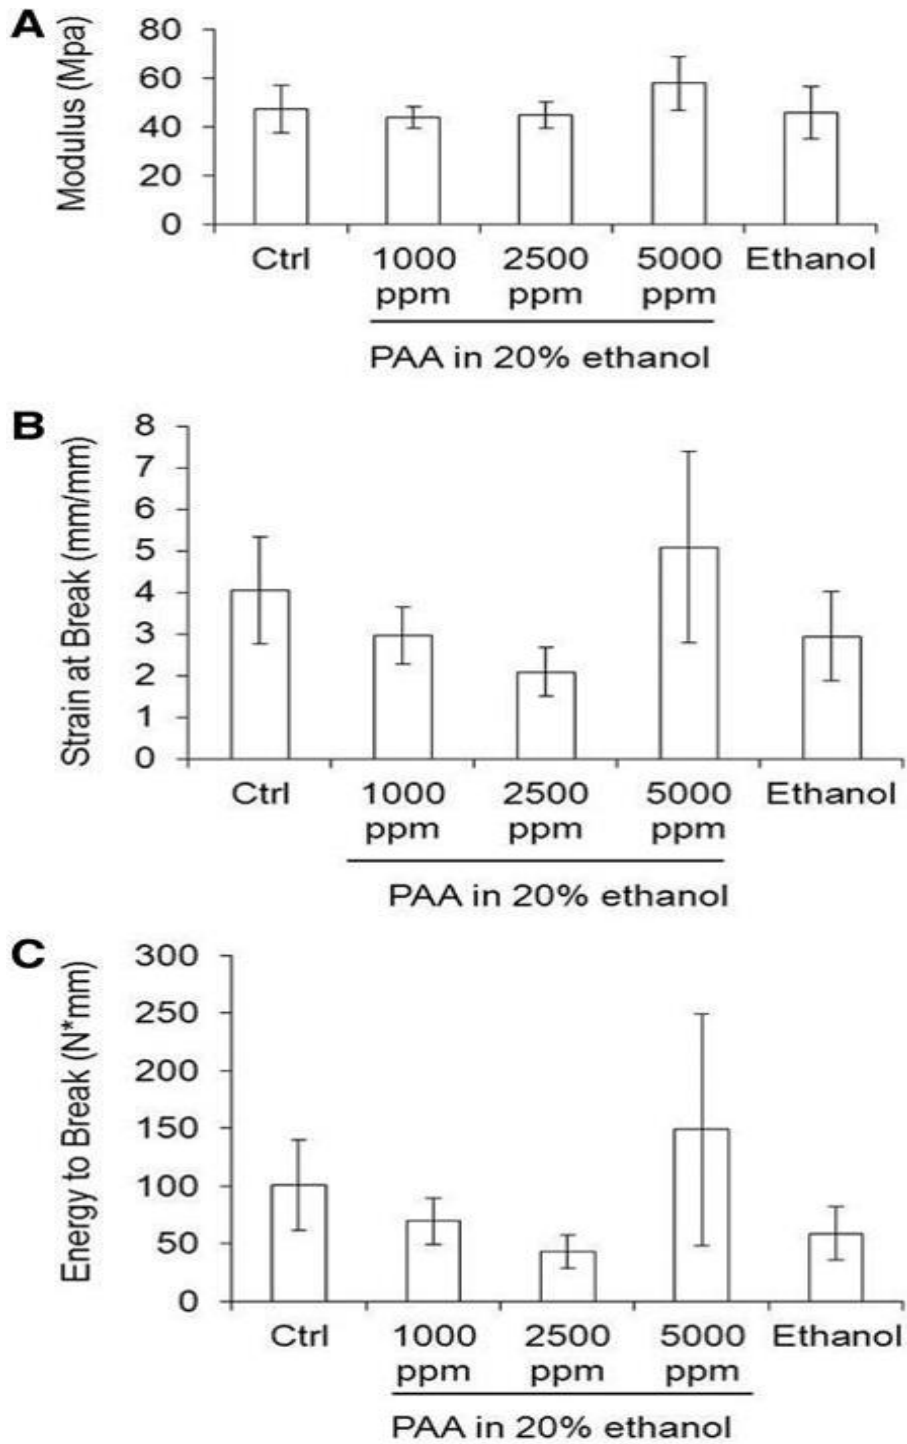 A
Modulus (Mpa)
80
60
40
20
0
Ctrl 1000 2500 5000 Ethanol
ppm ppm ppm
PAA in 20% ethanol
B
Strain at Break (mm/mm)
8
7
6
5
4
3
2
1
0
Ctrl 1000 2500 5000 Ethanol
ppm ppm ppm
PAA in 20% ethanol
C
Energy to Break (N*mm)
300
250
200
150
100
50
0
Ctrl 1000 2500 5000 Ethanol
ppm ppm ppm
PAA in 20% ethanol